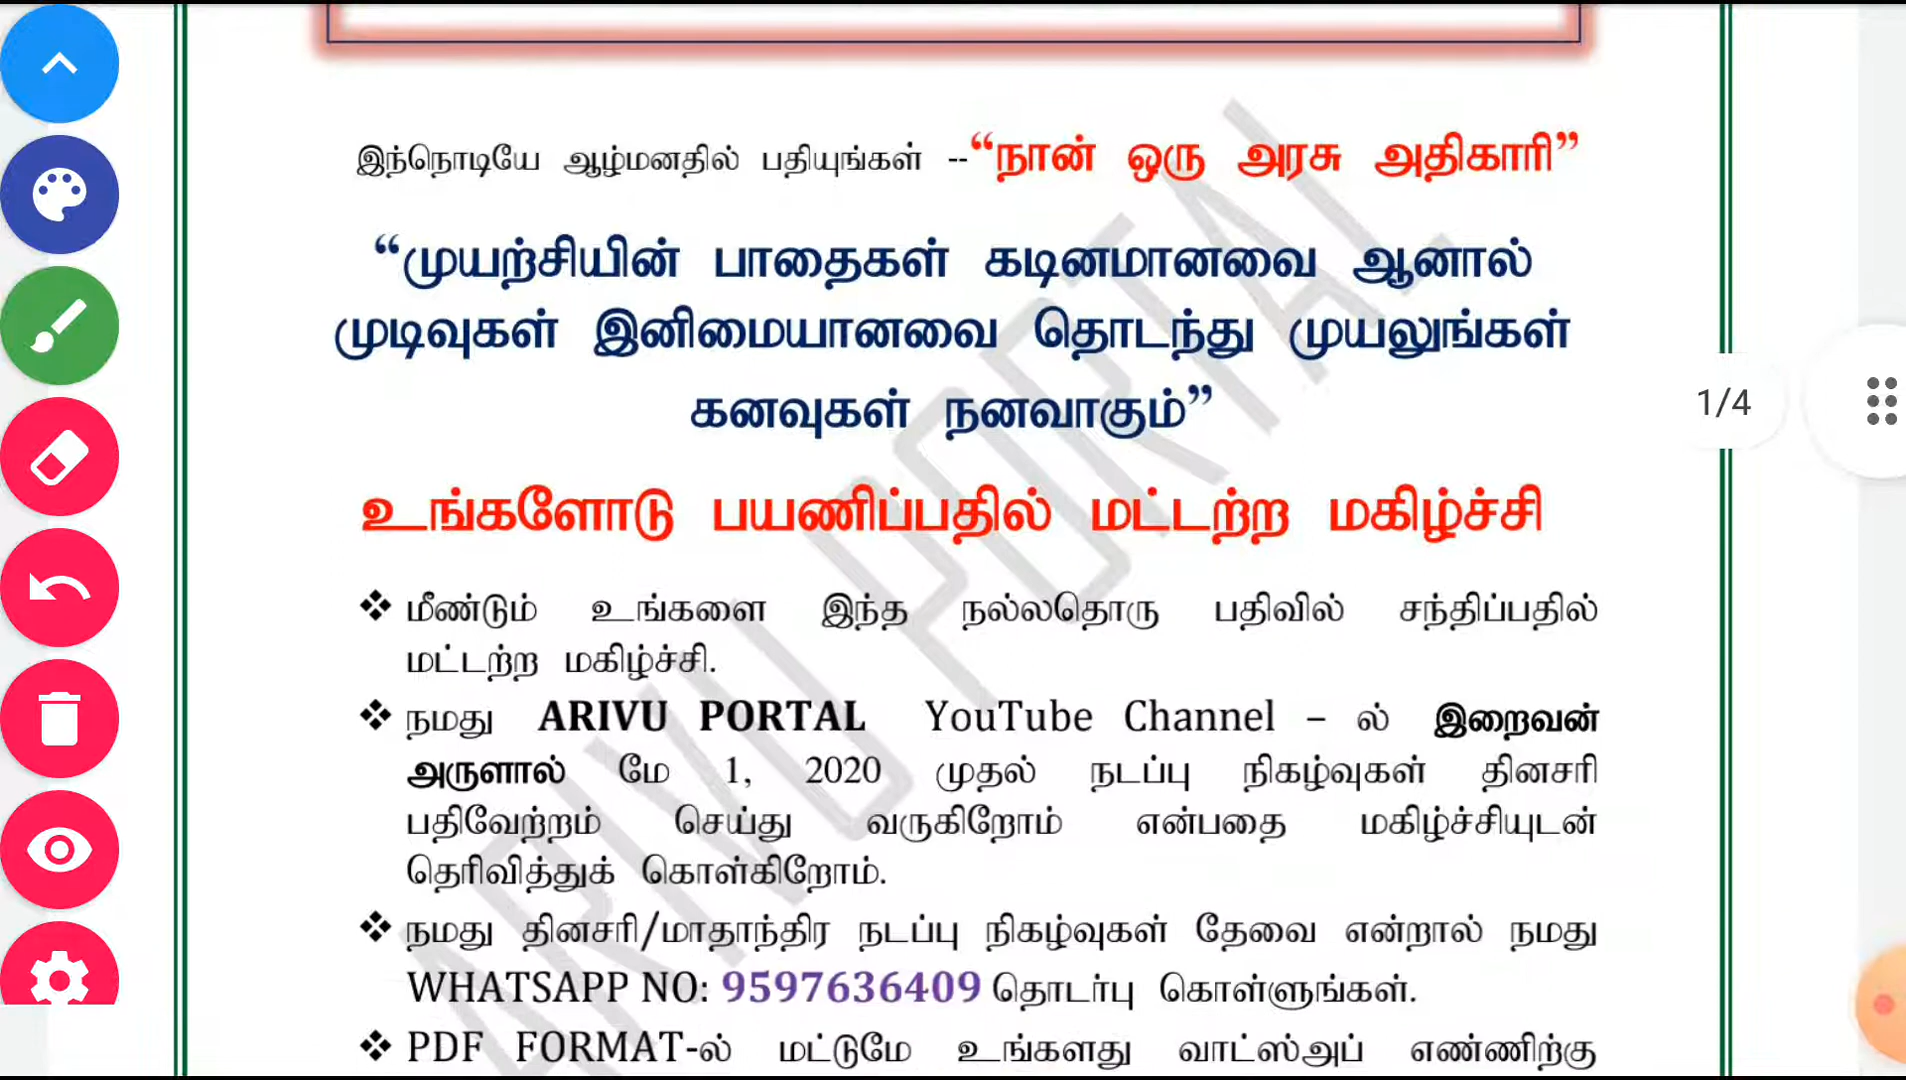 இந்நொடியே ஆழ்மனதில் பதியுங்கள் --“நான் ஒரு அரசு அதிகாரி”
“முயற்சியின் பாதைகள் கடினமானவை ஆனால்
முடிவுகள் இனிமையானவை தொடந்து முயலுங்கள்
கனவுகள் நனவாகும்”
1/4
உங்களோடு பயணிப்பதில் மட்டற்ற மகிழ்ச்சி
❖ மீண்டும் உங்களை இந்த நல்லதொரு பதிவில் சந்திப்பதில்
மட்டற்ற மகிழ்ச்சி.
❖ நமது ARIVU PORTAL YouTube Channel – ல் இறைவன்
அருளால் மே 1, 2020 முதல் நடப்பு நிகழ்வுகள் தினசரி
பதிவேற்றம் செய்து வருகிறோம் என்பதை மகிழ்ச்சியுடன்
தெரிவித்துக் கொள்கிறோம்.
❖ நமது தினசரி/மாதாந்திர நடப்பு நிகழ்வுகள் தேவை என்றால் நமது
WHATSAPP NO: 9597636409 தொடர்பு கொள்ளுங்கள்.
❖ PDF FORMAT-ல் மட்டுமே உங்களது வாட்ஸ்அப் எண்ணிற்கு
ARIVU PORTAL